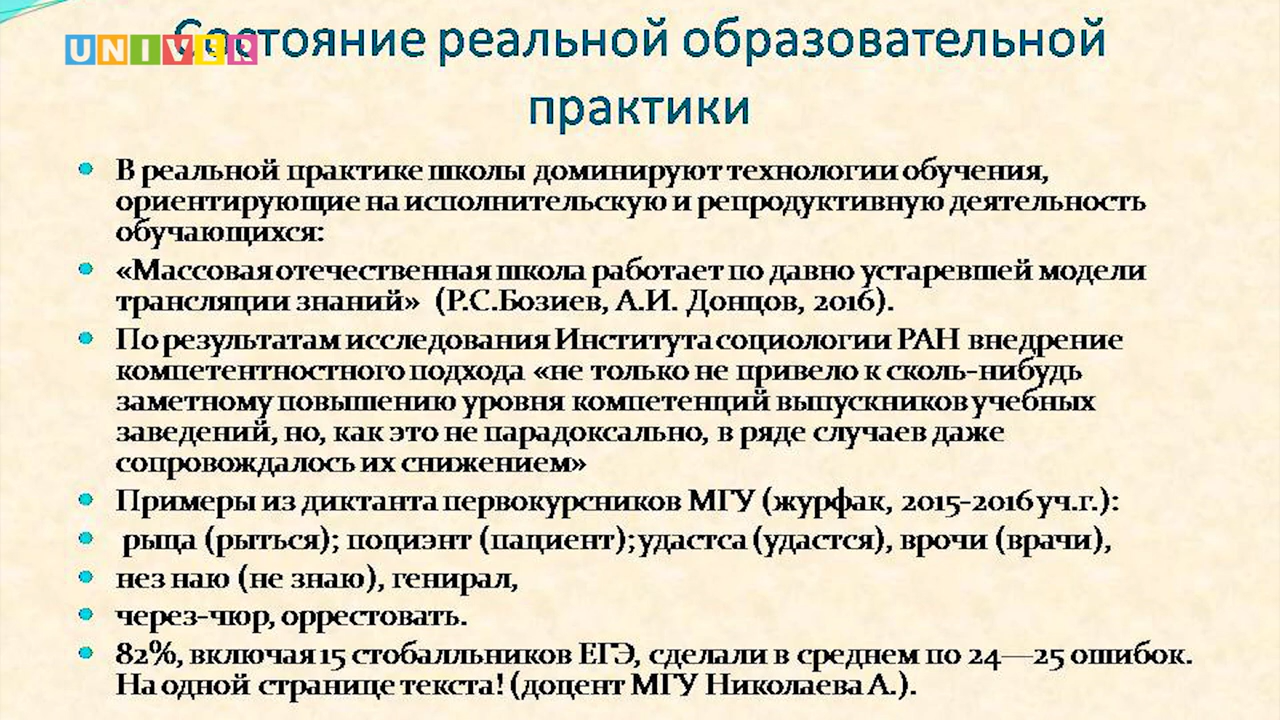 Состояние реальной образовательной
UNIVER
практики
В реальной практике школы доминируют технологии обучения,
ориентирующие на исполнительскую и репродуктивную деятельность
обучающихся:
«Массовая отечественная школа работает по давно устаревшей модели
трансляции знаний» (Р.С.Бозиев, А.И. Донцов, 2016).
По результатам исследования Института социологии РАН внедрение
компетентностного подхода «не только не привело к сколь-нибудь
заметному повышению уровня компетенций выпускников учебных
заведений, но, как это не парадоксально, в ряде случаев даже
сопровождалось их снижением»
Примеры из диктанта первокурсников МГУ (журфак, 2015-2016 уч.г.):
рыца (рыться); поциэнт (пациент); удастса (удастся), врочи (врачи),
нез наю (не знаю), генирал,
через-чюр, оррестовать.
82%, включая 15 стобалльников ЕГЭ, сделали в среднем по 24—25 ошибок.
На одной странице текста! (доцент МГУ Николаева А.).